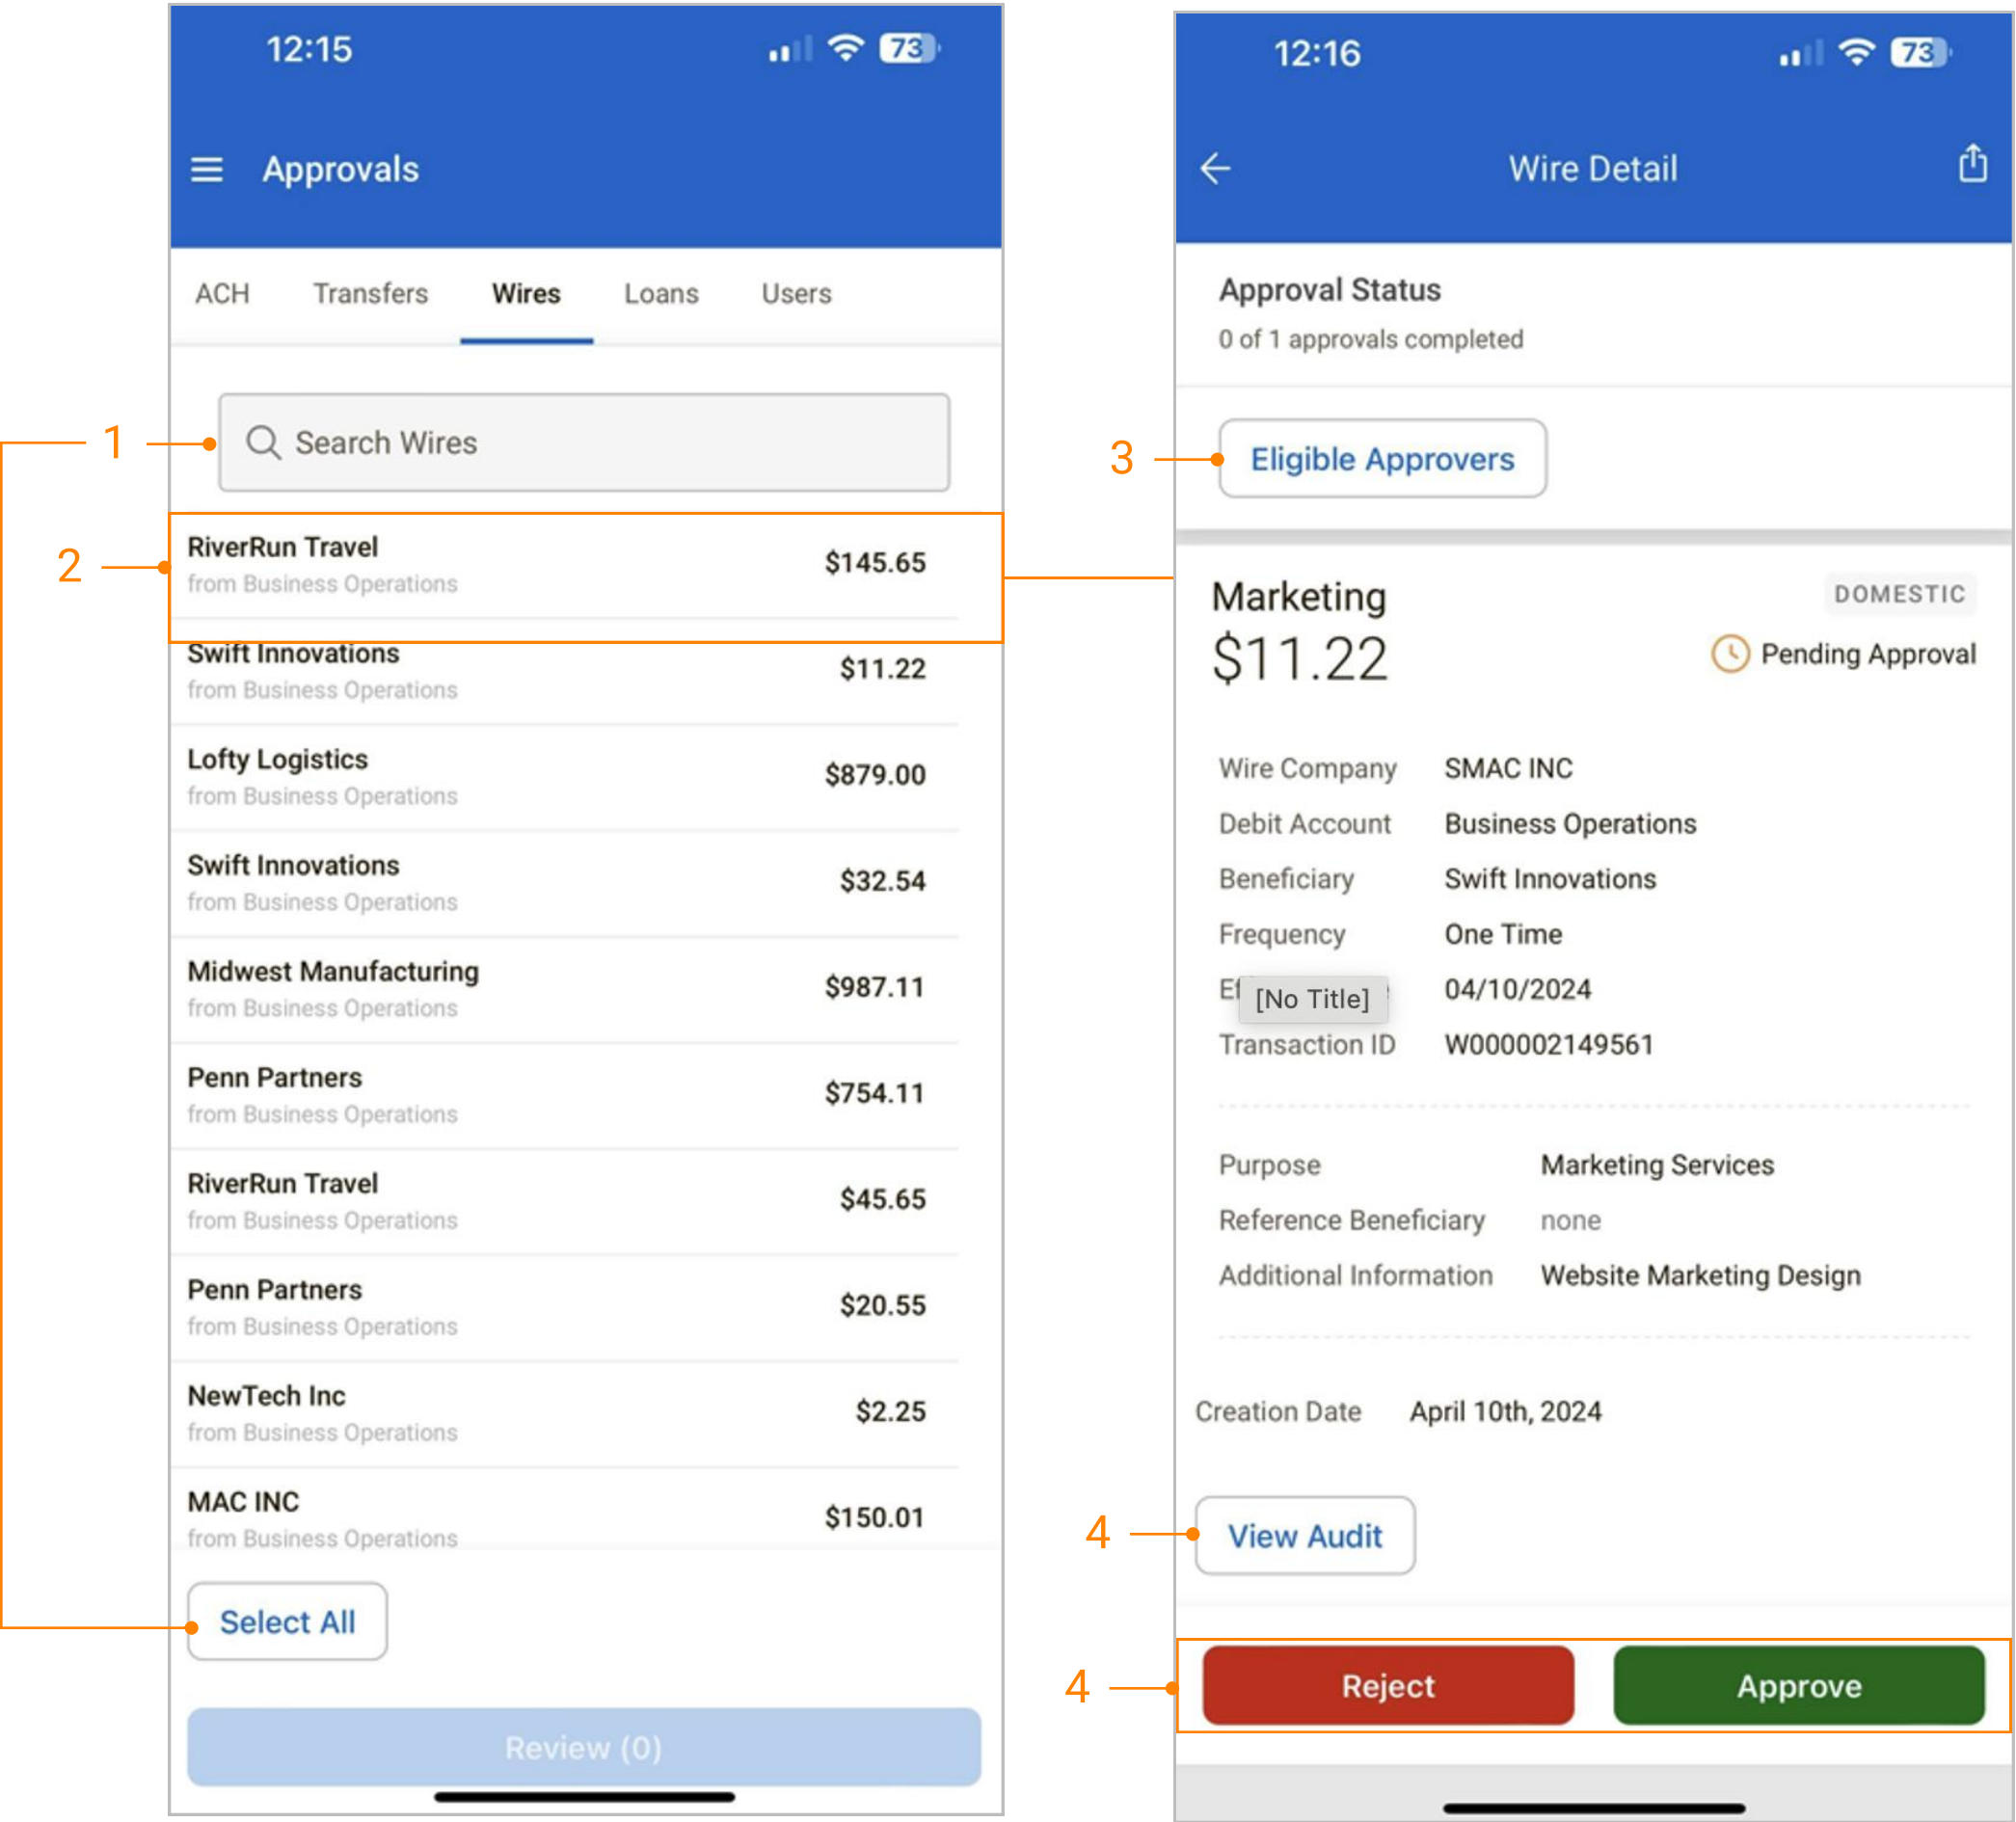 12:15
73
Approvals
ACH Transfers Wires Loans Users
1
Search Wires
2
RiverRun Travel
from Business Operations
$145.65
Swift Innovations
from Business Operations
$11.22
Lofty Logistics
from Business Operations
$879.00
Swift Innovations
from Business Operations
$32.54
Midwest Manufacturing
from Business Operations
$987.11
Penn Partners
from Business Operations
$754.11
RiverRun Travel
from Business Operations
$45.65
Penn Partners
from Business Operations
$20.55
NewTech Inc
from Business Operations
$2.25
MAC INC
from Business Operations
$150.01
Select All
Review (0)
12:16
73
Wire Detail
Approval Status
0 of 1 approvals completed
3
Eligible Approvers
Marketing
DOMESTIC
$11.22
Pending Approval
Wire Company SMAC INC
Debit Account Business Operations
Beneficiary Swift Innovations
Frequency One Time
[No Title] 04/10/2024
Transaction ID W000002149561
Purpose Marketing Services
Reference Beneficiary none
Additional Information Website Marketing Design
Creation Date April 10th, 2024
4
View Audit
4
Reject Approve